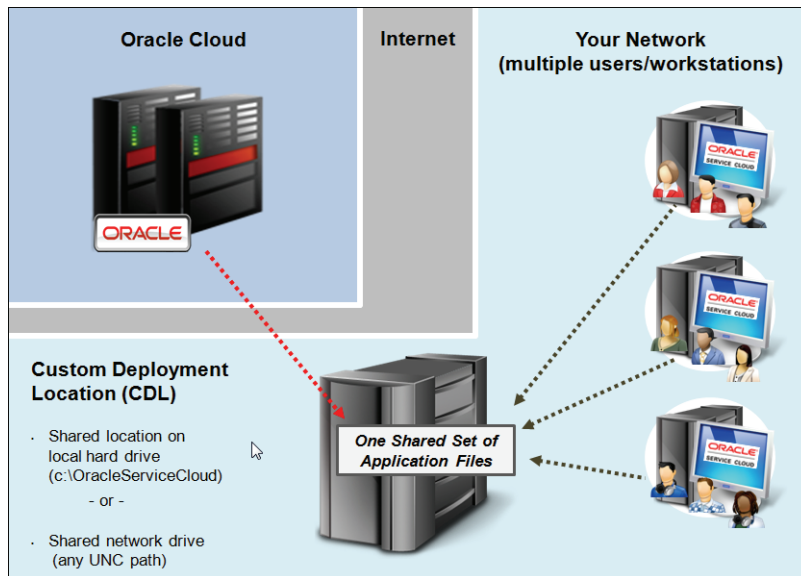 Oracle Cloud
Internet
Your Network
(multiple users/workstations)
ORACLE
ORACLE
SERVICE CLOUD
ORACLE
SERVICE CLOUD
ORACLE
SERVICE CLOUD
Custom Deployment
Location (CDL)
· Shared location on
local hard drive
(c:\OracleServiceCloud)
- or -
· Shared network drive
(any UNC path)
One Shared Set of
Application Files